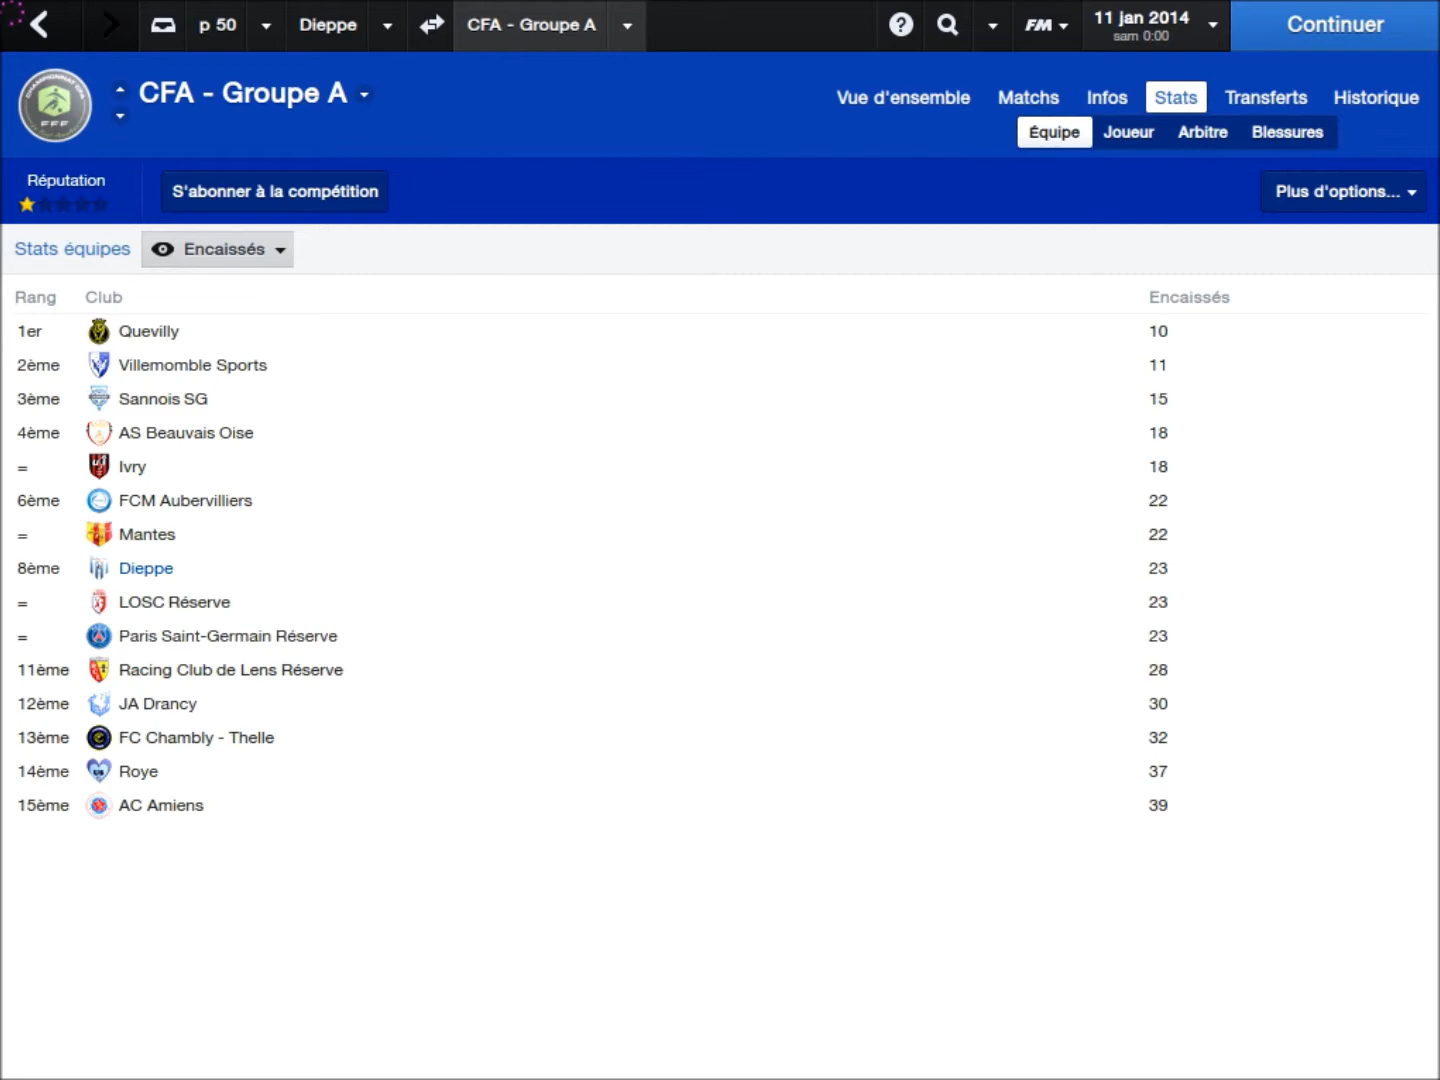 p 50 Dieppe CFA - Groupe A FM 11 jan 2014 Continuer
sam 0:00
CFA - Groupe A
Vue d'ensemble Matchs Infos Stats Transferts Historique
Équipe Joueur Arbitre Blessures
Réputation
S'abonner à la compétition
Plus d'options...
Stats équipes Encaissés
Rang Club Encaissés
1er Quevilly 10
2ème Villemomble Sports 11
3ème Sannois SG 15
4ème AS Beauvais Oise 18
= Ivry 18
6ème FCM Aubervilliers 22
= Mantes 22
8ème Dieppe 23
= LOSC Réserve 23
= Paris Saint-Germain Réserve 23
11ème Racing Club de Lens Réserve 28
12ème JA Drancy 30
13ème FC Chambly - Thelle 32
14ème Roye 37
15ème AC Amiens 39